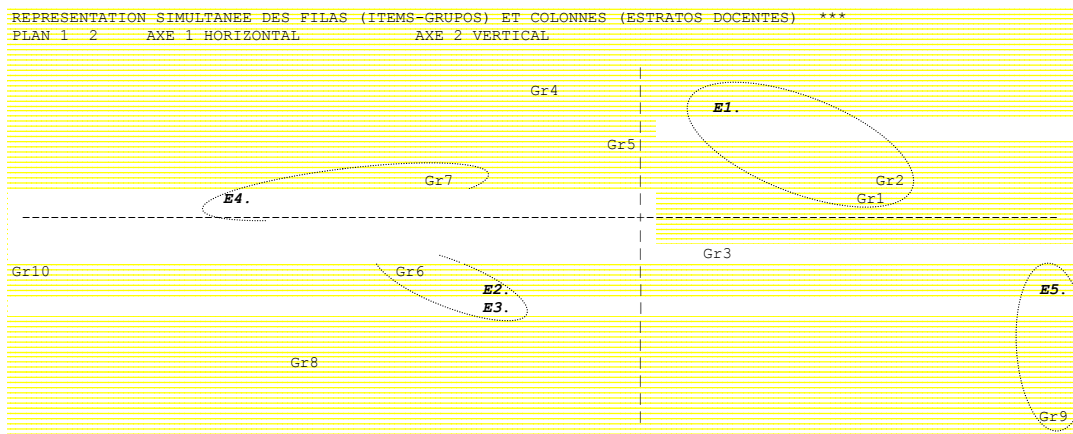 REPRESENTATION SIMULTANEE DES FILAS (ITEMS-GRUPOS) ET COLONNES (ESTRATOS DOCENTES) ***
PLAN 1 2 AXE 1 HORIZONTAL AXE 2 VERTICAL
Gr4
E1.
Gr5
Gr7 Gr2
E4. Gr1
Gr3
Gr10 Gr6
E2. E5.
E3.
Gr8
Gr9